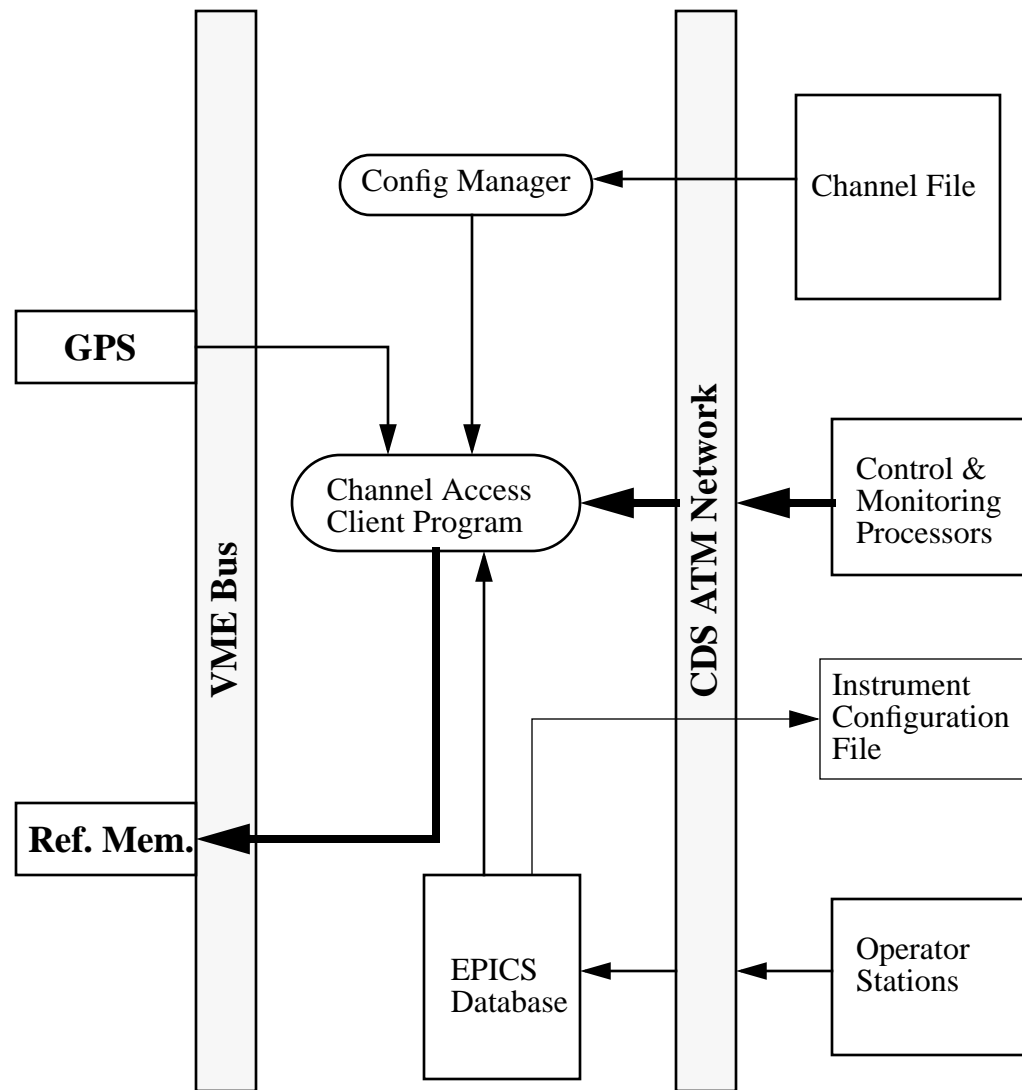 Config Manager
Channel File
GPS
Channel Access
Client Program
Control &
Monitoring
Processors
VME Bus
CDS ATM Network
Instrument
Configuration
File
Ref. Mem.
EPICS
Database
Operator
Stations